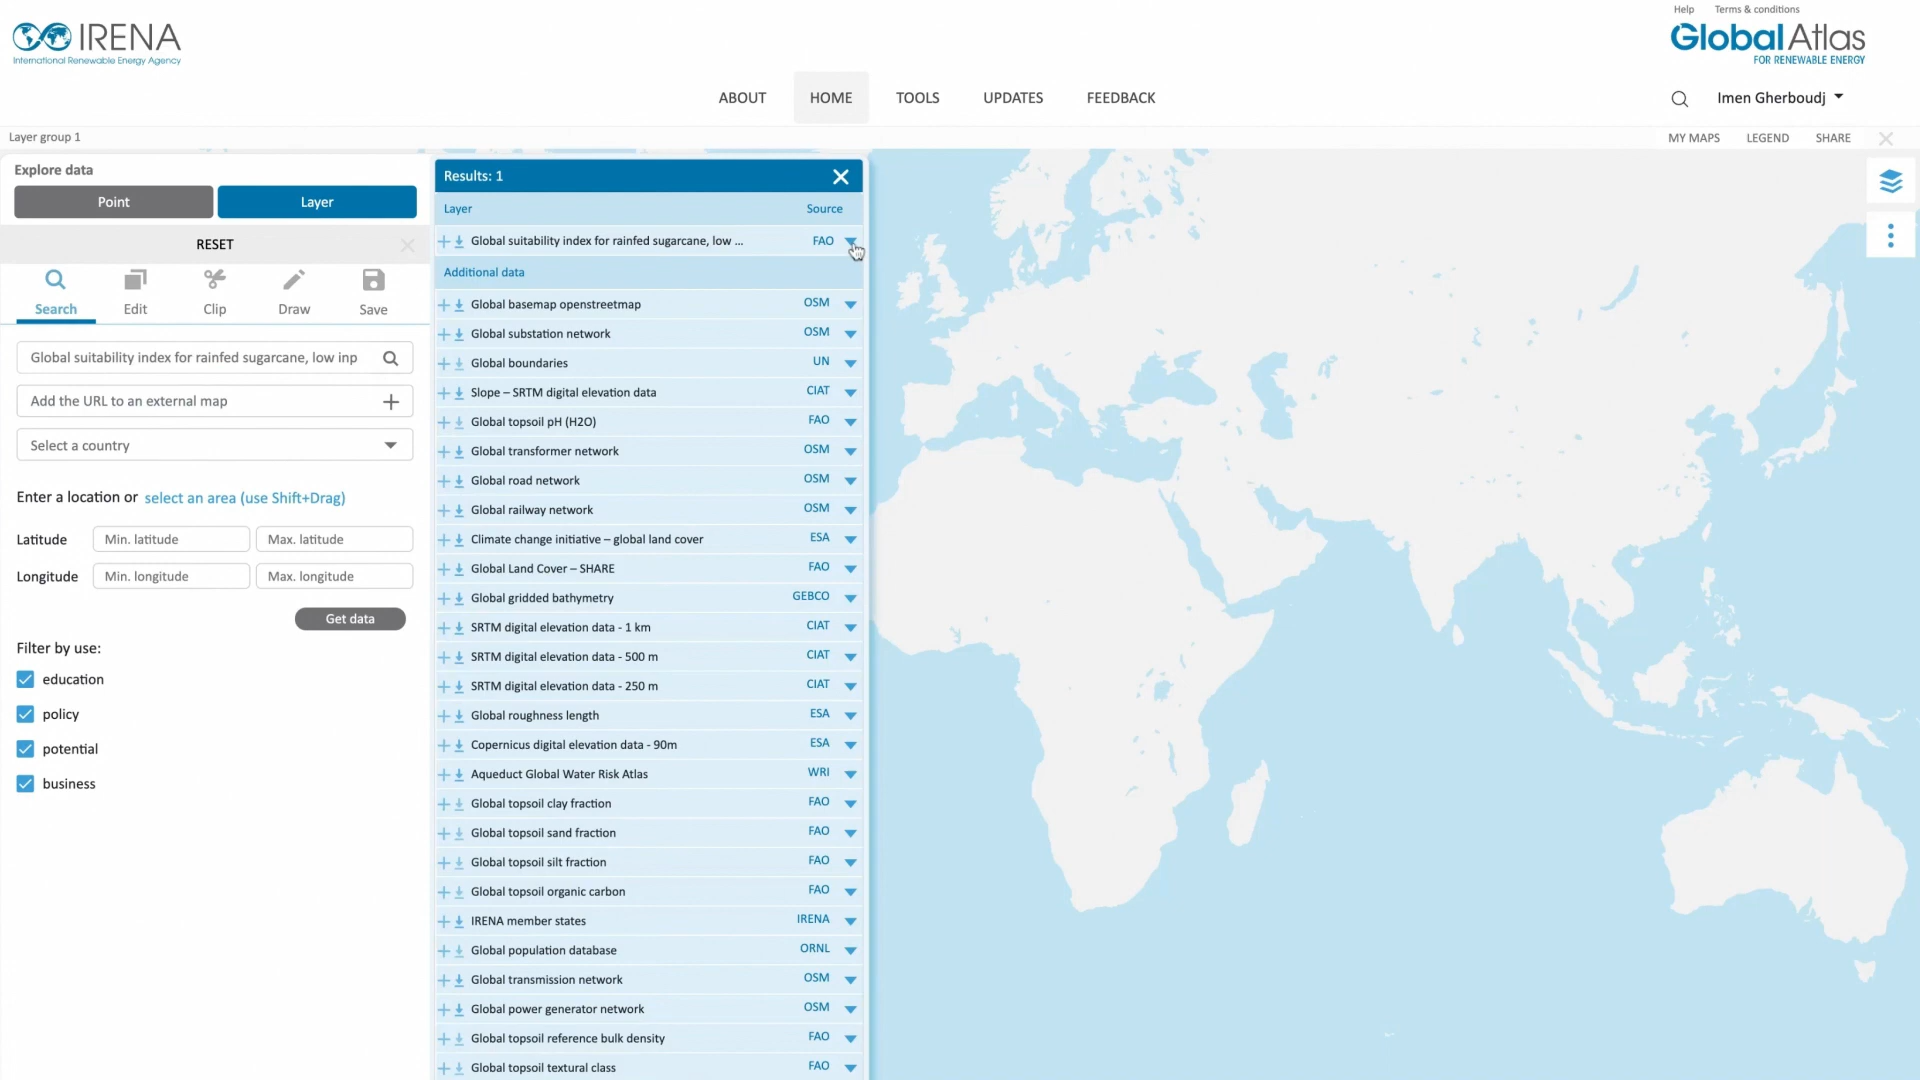 Help Terms & conditions
IRENA
International Renewable Energy Agency
GlobalAtlas
FOR RENEWABLE ENERGY
ABOUT HOME TOOLS UPDATES FEEDBACK
Imen Gherboudj
Layer group 1
MY MAPS LEGEND SHARE
Explore data
Point Layer
RESET
Search Edit Clip Draw Save
Global suitability index for rainfed sugarcane, low inp
Add the URL to an external map
Select a country
Enter a location or select an area (use Shift+Drag)
Latitude Min. latitude Max. latitude
Longitude Min. longitude Max. longitude
Get data
Filter by use:
education
policy
potential
business
Results: 1
Layer Source
Global suitability index for rainfed sugarcane, low ... FAO
Additional data
Global basemap openstreetmap OSM
Global substation network OSM
Global boundaries UN
Slope – SRTM digital elevation data CIAT
Global topsoil pH (H2O) FAO
Global transformer network OSM
Global road network OSM
Global railway network OSM
Climate change initiative – global land cover ESA
Global Land Cover – SHARE FAO
Global gridded bathymetry GEBCO
SRTM digital elevation data - 1 km CIAT
SRTM digital elevation data - 500 m CIAT
SRTM digital elevation data - 250 m CIAT
Global roughness length ESA
Copernicus digital elevation data - 90m ESA
Aqueduct Global Water Risk Atlas WRI
Global topsoil clay fraction FAO
Global topsoil sand fraction FAO
Global topsoil silt fraction FAO
Global topsoil organic carbon FAO
IRENA member states IRENA
Global population database ORNL
Global transmission network OSM
Global power generator network OSM
Global topsoil reference bulk density FAO
Global topsoil textural class FAO